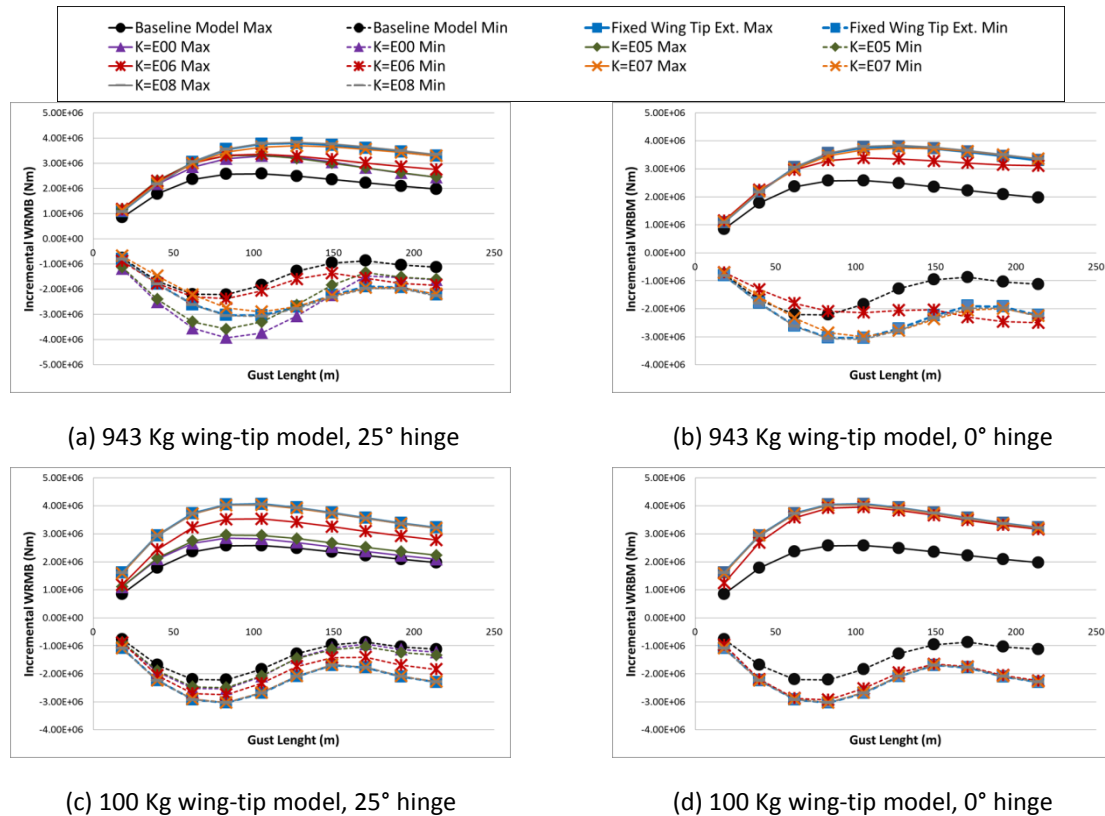 Baseline Model Max Baseline Model Min Fixed Wing Tip Ext. Max Fixed Wing Tip Ext. Min
K=E00 Max K=E00 Min K=E05 Max K=E05 Min
K=E06 Max K=E06 Min K=E07 Max K=E07 Min
K=E08 Max K=E08 Min
Incremental WRMB (Nm)
5.00E+06
4.00E+06
3.00E+06
2.00E+06
1.00E+06
0.00E+00
-1.00E+06
-2.00E+06
-3.00E+06
-4.00E+06
-5.00E+06
0 50 100 150 200 250
Gust Lenght (m)
(a) 943 Kg wing-tip model, 25° hinge
Incremental WRBM (Nm)
5.00E+06
4.00E+06
3.00E+06
2.00E+06
1.00E+06
0.00E+00
-1.00E+06
-2.00E+06
-3.00E+06
-4.00E+06
0 50 100 150 200 250
Gust Lenght (m)
(b) 943 Kg wing-tip model, 0° hinge
Incremental WRMB (Nm)
5.00E+06
4.00E+06
3.00E+06
2.00E+06
1.00E+06
0.00E+00
-1.00E+06
-2.00E+06
-3.00E+06
-4.00E+06
0 50 100 150 200 250
Gust Lenght (m)
(c) 100 Kg wing-tip model, 25° hinge
Incremental WRBM (Nm)
5.00E+06
4.00E+06
3.00E+06
2.00E+06
1.00E+06
0.00E+00
-1.00E+06
-2.00E+06
-3.00E+06
-4.00E+06
0 50 100 150 200 250
Gust Lenght (m)
(d) 100 Kg wing-tip model, 0° hinge